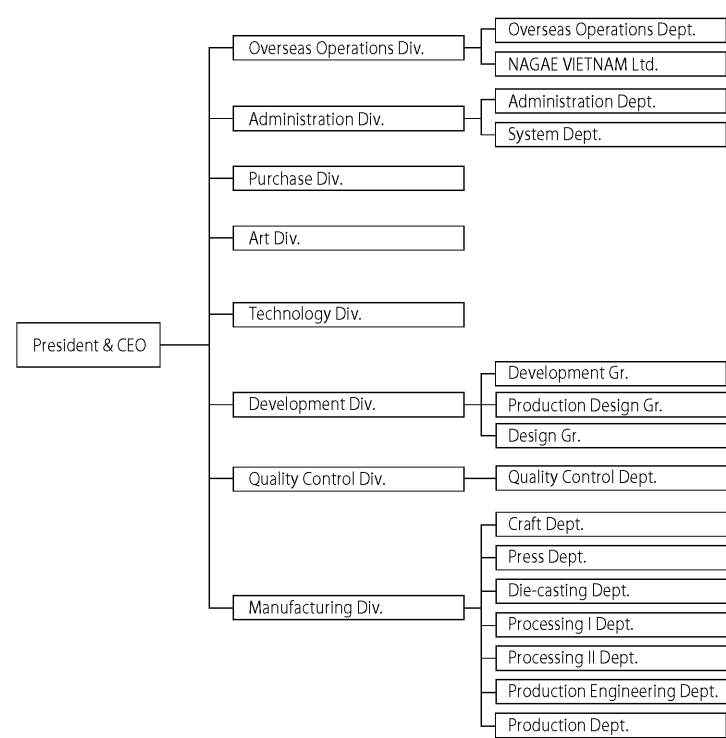 President & CEO
Overseas Operations Div.
Overseas Operations Dept.
NAGAE VIETNAM Ltd.
Administration Div.
Administration Dept.
System Dept.
Purchase Div.
Art Div.
Technology Div.
Development Div.
Development Gr.
Production Design Gr.
Design Gr.
Quality Control Div.
Quality Control Dept.
Manufacturing Div.
Craft Dept.
Press Dept.
Die-casting Dept.
Processing I Dept.
Processing II Dept.
Production Engineering Dept.
Production Dept.